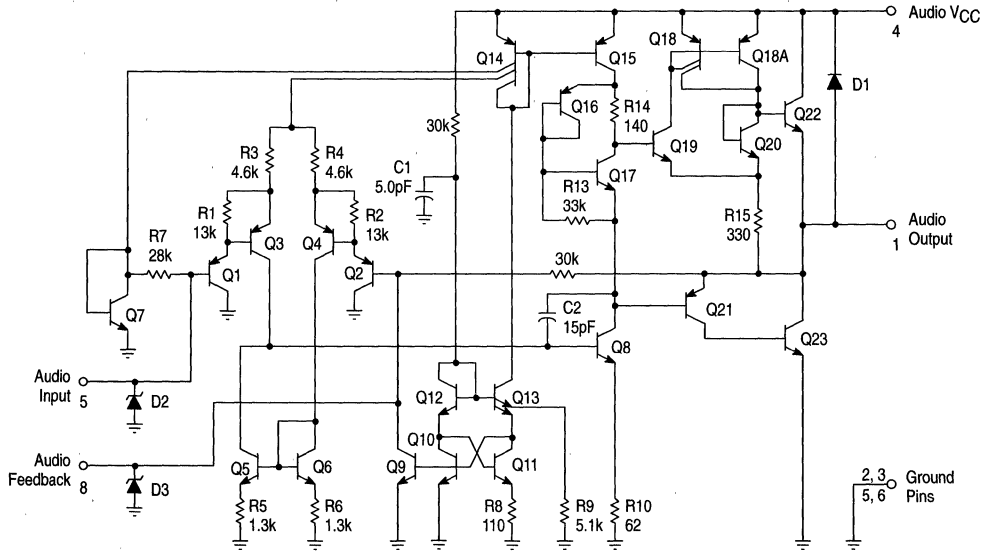 Audio VCC
4
Q14
Q15
Q18
Q18A
D1
Q16
R14
140
Q22
30k
Q19
Q20
R3
4.6k
R4
4.6k
C1
5.0pF
Q17
R13
33k
R1
13k
R2
13k
R15
330
Audio
Output
1
R7
28k
Q3
Q4
Q1
Q2
30k
Q7
C2
15pF
Q21
Q8
Q23
Audio
Input
5
D2
Q12
Q13
Audio
Feedback
8
D3
Q5
Q6
Q9
Q10
Q11
2, 3
5, 6
Ground
Pins
R5
1.3k
R6
1.3k
R8
110
R9
5.1k
R10
62